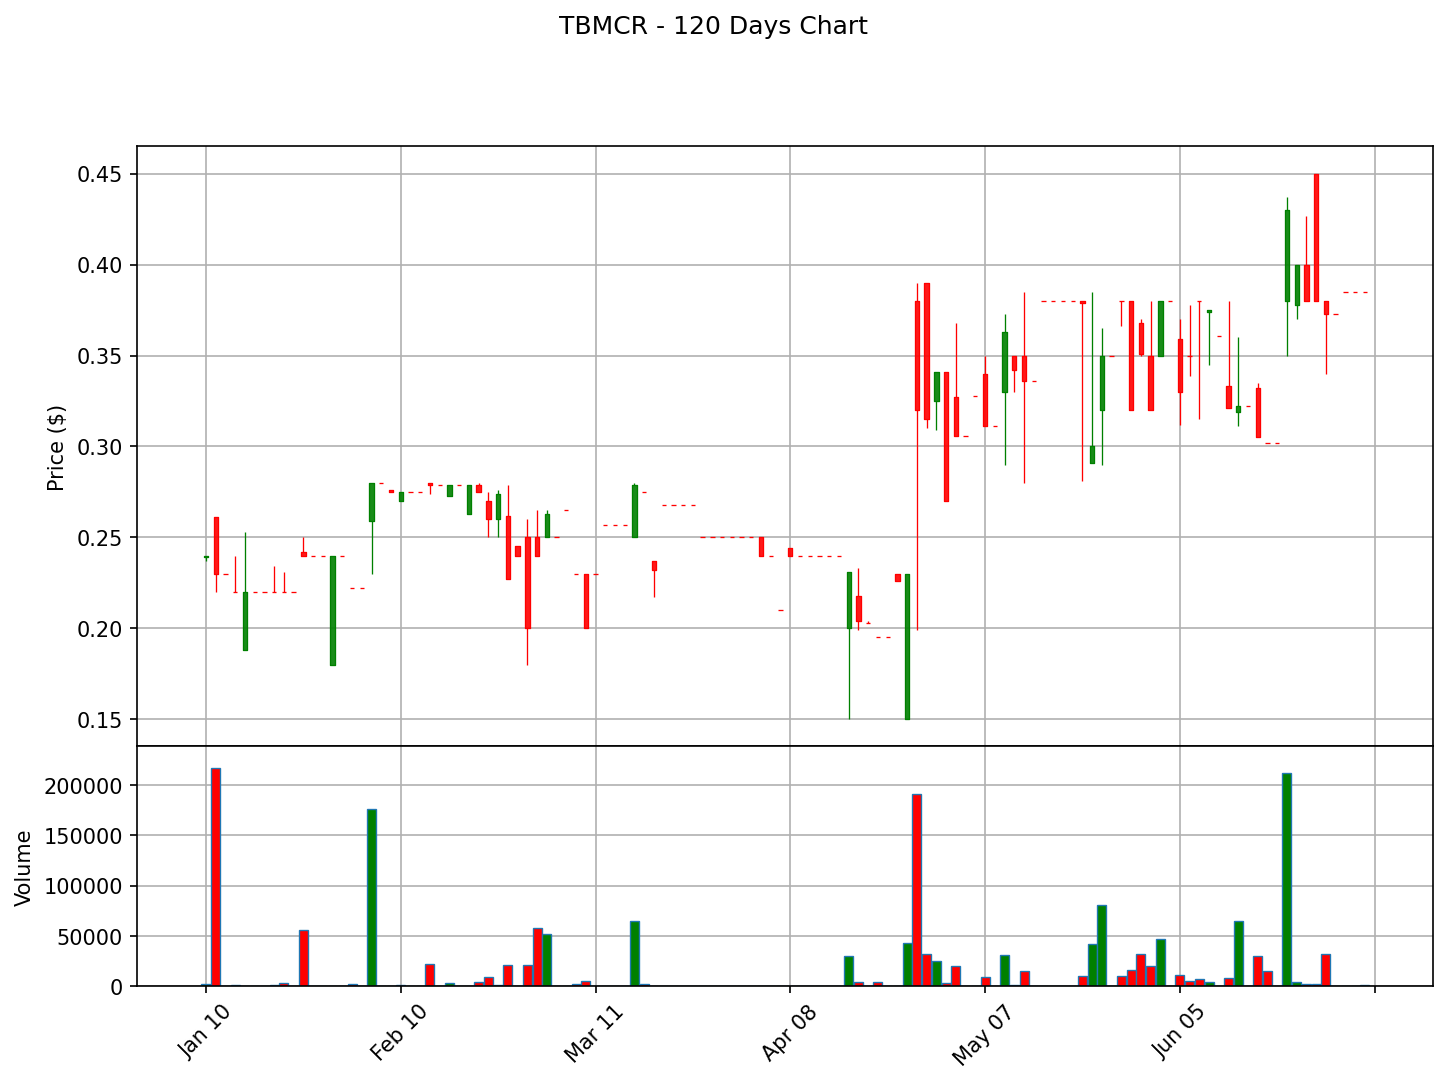 TBMCR - 120 Days Chart
0.45
0.40
0.35
0.30
0.25
0.20
0.15
Price ($)
200000
150000
100000
50000
0
Volume
Jan 10
Feb 10
Mar 11
Apr 08
May 07
Jun 05